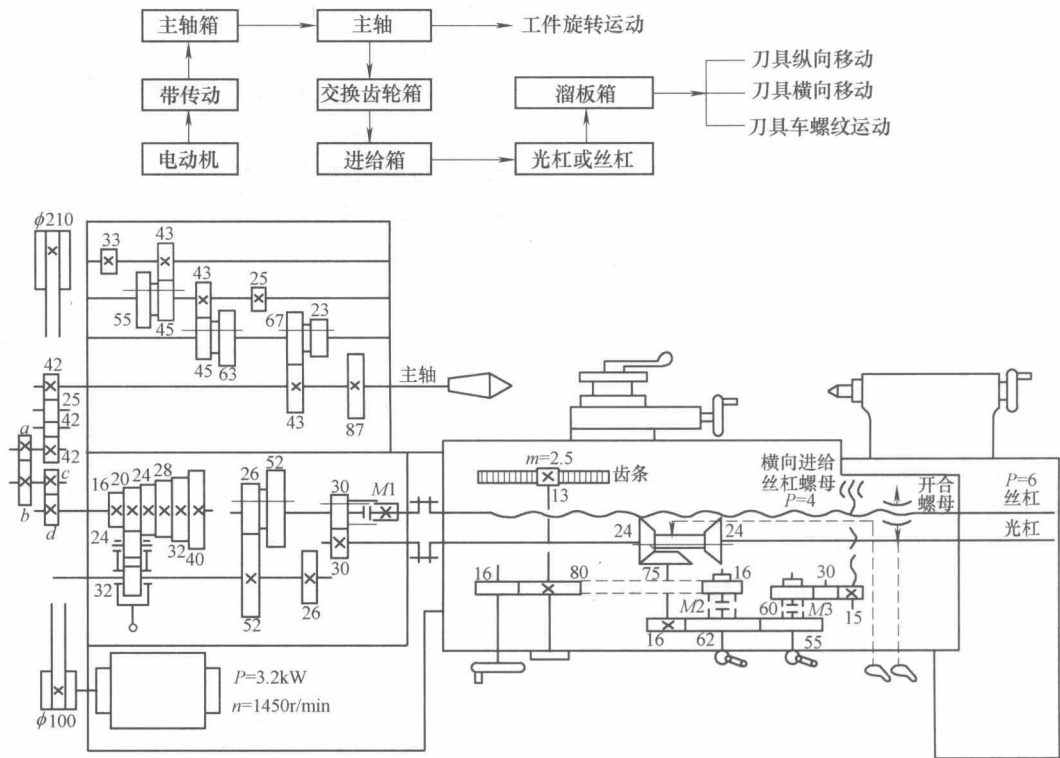 主轴箱
主轴
工件旋转运动
带传动
交换齿轮箱
溜板箱
刀具纵向移动
刀具横向移动
刀具车螺纹运动
电动机
进给箱
光杠或丝杠
φ210
33
43
43
25
55
45
67
23
45
63
42
主轴
25
a
42
43
87
42
c
b
d
16
20
24
28
24
32
40
32
26
52
30
M1
30
52
26
m=2.5
13
齿条
横向进给
丝杠螺母
P=4
开合
螺母
P=6
丝杠
光杠
24
24
16
80
75
16
30
M2
60
M3
15
16
62
55
P=3.2kW
n=1450r/min
φ100